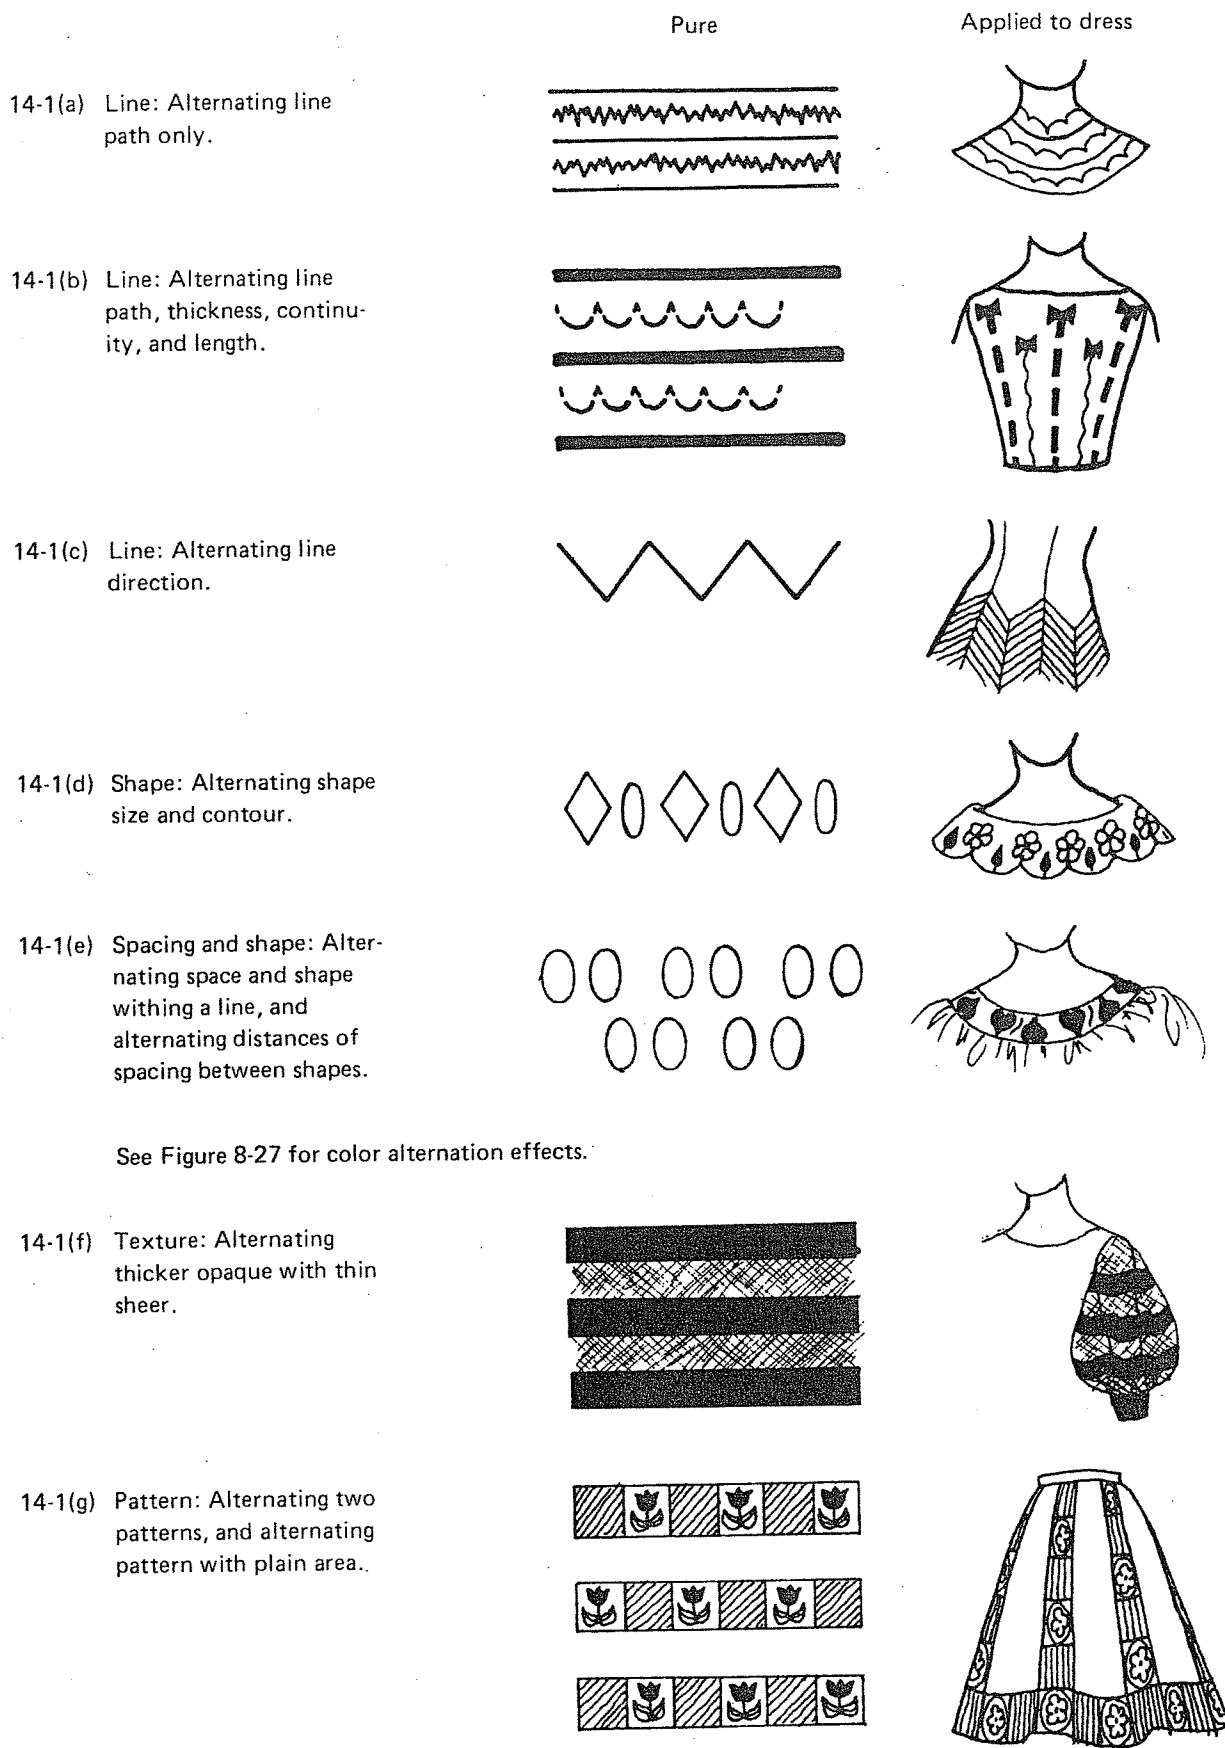 Pure
Applied to dress
14-1(a) Line: Alternating line
path only.
14-1(b) Line: Alternating line
path, thickness, continu-
ity, and length.
14-1(c) Line: Alternating line
direction.
14-1(d) Shape: Alternating shape
size and contour.
14-1(e) Spacing and shape: Alter-
nating space and shape
withing a line, and
alternating distances of
spacing between shapes.
See Figure 8-27 for color alternation effects.
14-1(f) Texture: Alternating
thicker opaque with thin
sheer.
14-1(g) Pattern: Alternating two
patterns, and alternating
pattern with plain area.